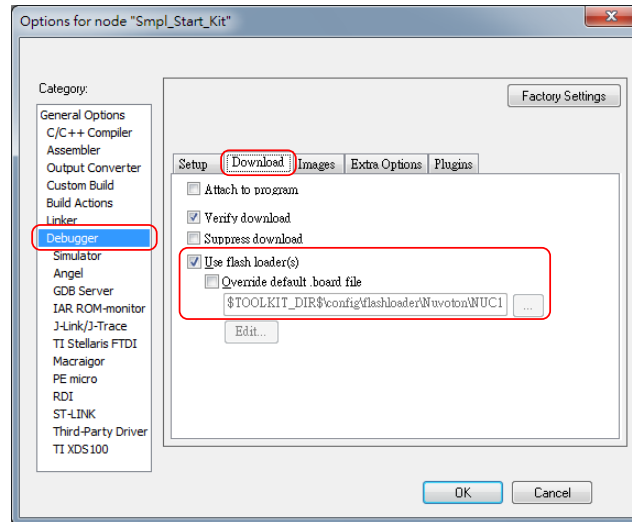 Options for node "Smpl_Start_Kit"
Category:
Factory Settings
General Options
C/C++ Compiler
Assembler
Output Converter
Custom Build
Build Actions
Linker
Debugger
Simulator
Angel
GDB Server
IAR ROM-monitor
J-Link/J-Trace
TI Stellaris FTDI
Macraigor
PE micro
RDI
ST-LINK
Third-Party Driver
TI XDS100
Setup Download Images Extra Options Plugins
Attach to program
Verify download
Suppress download
Use flash loader(s)
Override default .board file
$TOOLKIT_DIR$\config\flashloader\Nuvoton\NUC1
...
Edit...
OK Cancel